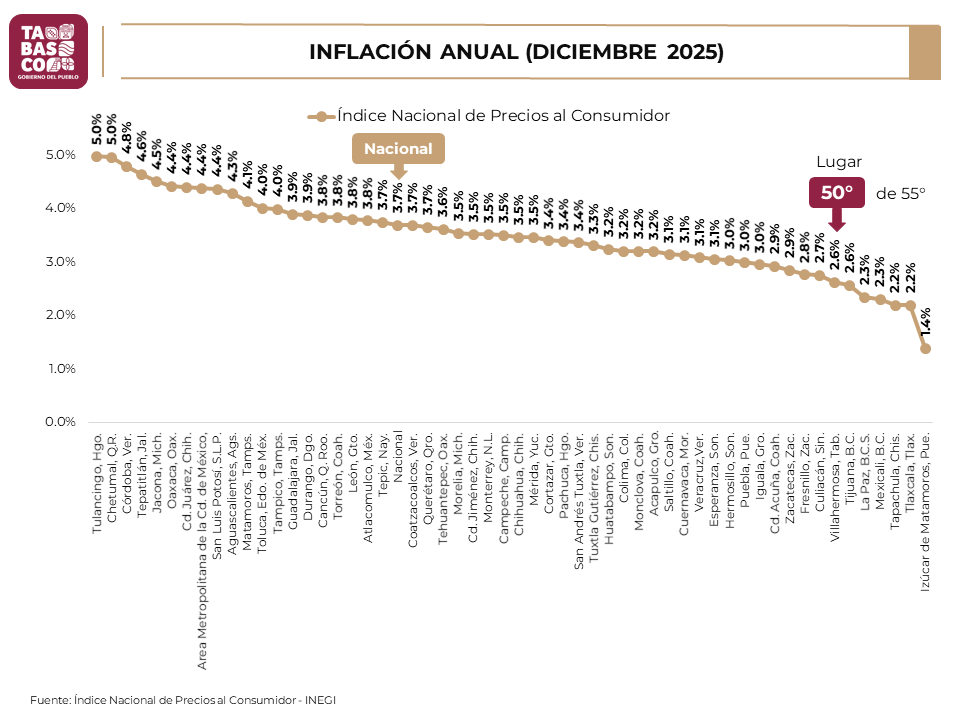 TA
BAS
CO
GOBIERNO DEL PUEBLO
INFLACIÓN ANUAL (DICIEMBRE 2025)
Índice Nacional de Precios al Consumidor
Nacional
Lugar
50° de 55°
5.0%
4.0%
3.0%
2.0%
1.0%
0.0%
5.0%
5.0%
4.8%
4.6%
4.5%
4.4%
4.4%
4.4%
4.4%
4.3%
4.1%
4.0%
4.0%
3.9%
3.9%
3.8%
3.8%
3.8%
3.8%
3.7%
3.7%
3.7%
3.7%
3.6%
3.5%
3.5%
3.5%
3.5%
3.5%
3.5%
3.4%
3.4%
3.4%
3.3%
3.2%
3.2%
3.2%
3.2%
3.1%
3.1%
3.1%
3.1%
3.0%
3.0%
3.0%
2.9%
2.9%
2.8%
2.7%
2.6%
2.6%
2.3%
2.3%
2.2%
2.2%
1.4%
Tulancingo, Hgo.
Chetumal, Q.R.
Córdoba, Ver.
Tepatitlán, Jal.
Jacona, Mich.
Oaxaca, Oax.
Cd. Juárez, Chih.
Area Metropolitana de la Cd. de México,
San Luis Potosí, S.L.P.
Aguascalientes, Ags.
Matamoros, Tamps.
Toluca, Edo. de Méx.
Tampico, Tamps.
Guadalajara, Jal.
Durango, Dgo.
Cancún, Q. Roo.
Torreón, Coah.
León, Gto.
Atlacomulco, Méx.
Tepic, Nay.
Nacional
Coatzacoalcos, Ver.
Querétaro, Qro.
Tehuantepec, Oax.
Morelia, Mich.
Cd. Jiménez, Chih.
Monterrey, N.L.
Campeche, Camp.
Chihuahua, Chih.
Mérida, Yuc.
Cortazar, Gto.
Pachuca, Hgo.
San Andrés Tuxtla, Ver.
Tuxtla Gutiérrez, Chis.
Huatabampo, Son.
Colima, Col.
Monclova, Coah.
Acapulco, Gro.
Saltillo, Coah.
Cuernavaca, Mor.
Veracruz,Ver.
Esperanza, Son.
Hermosillo, Son.
Puebla, Pue.
Iguala, Gro.
Cd. Acuña, Coah.
Zacatecas, Zac.
Fresnillo, Zac.
Culiacán, Sin.
Villahermosa, Tab.
Tijuana, B.C.
La Paz, B.C.S.
Mexicali. B.C.
Tapachula, Chis.
Tlaxcala, Tlax.
Izúcar de Matamoros, Pue.
Fuente: Índice Nacional de Precios al Consumidor - INEGI